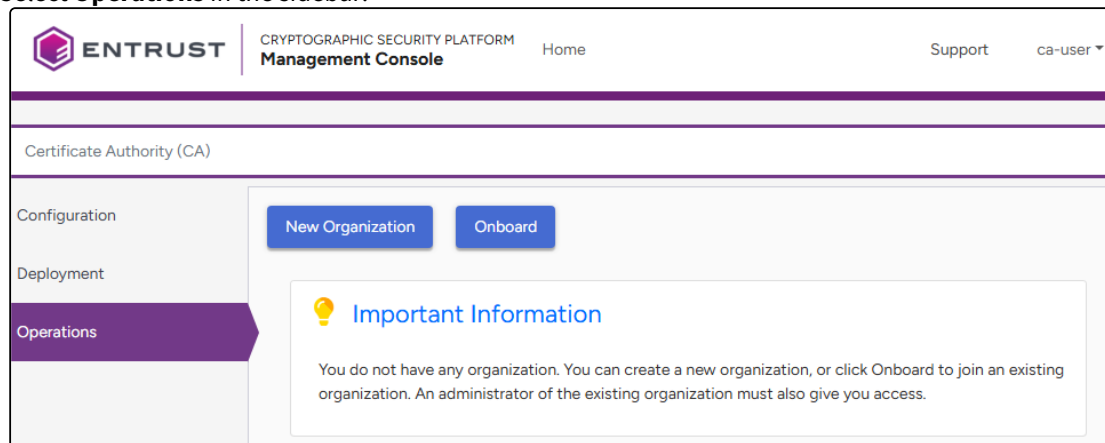 Select Operations in the sidebar.
ENTRUST
CRYPTOGRAPHIC SECURITY PLATFORM
Management Console
Home
Support
ca-user
Certificate Authority (CA)
Configuration
New Organization
Onboard
Deployment
Operations
Important Information
You do not have any organization. You can create a new organization, or click Onboard to join an existing
organization. An administrator of the existing organization must also give you access.